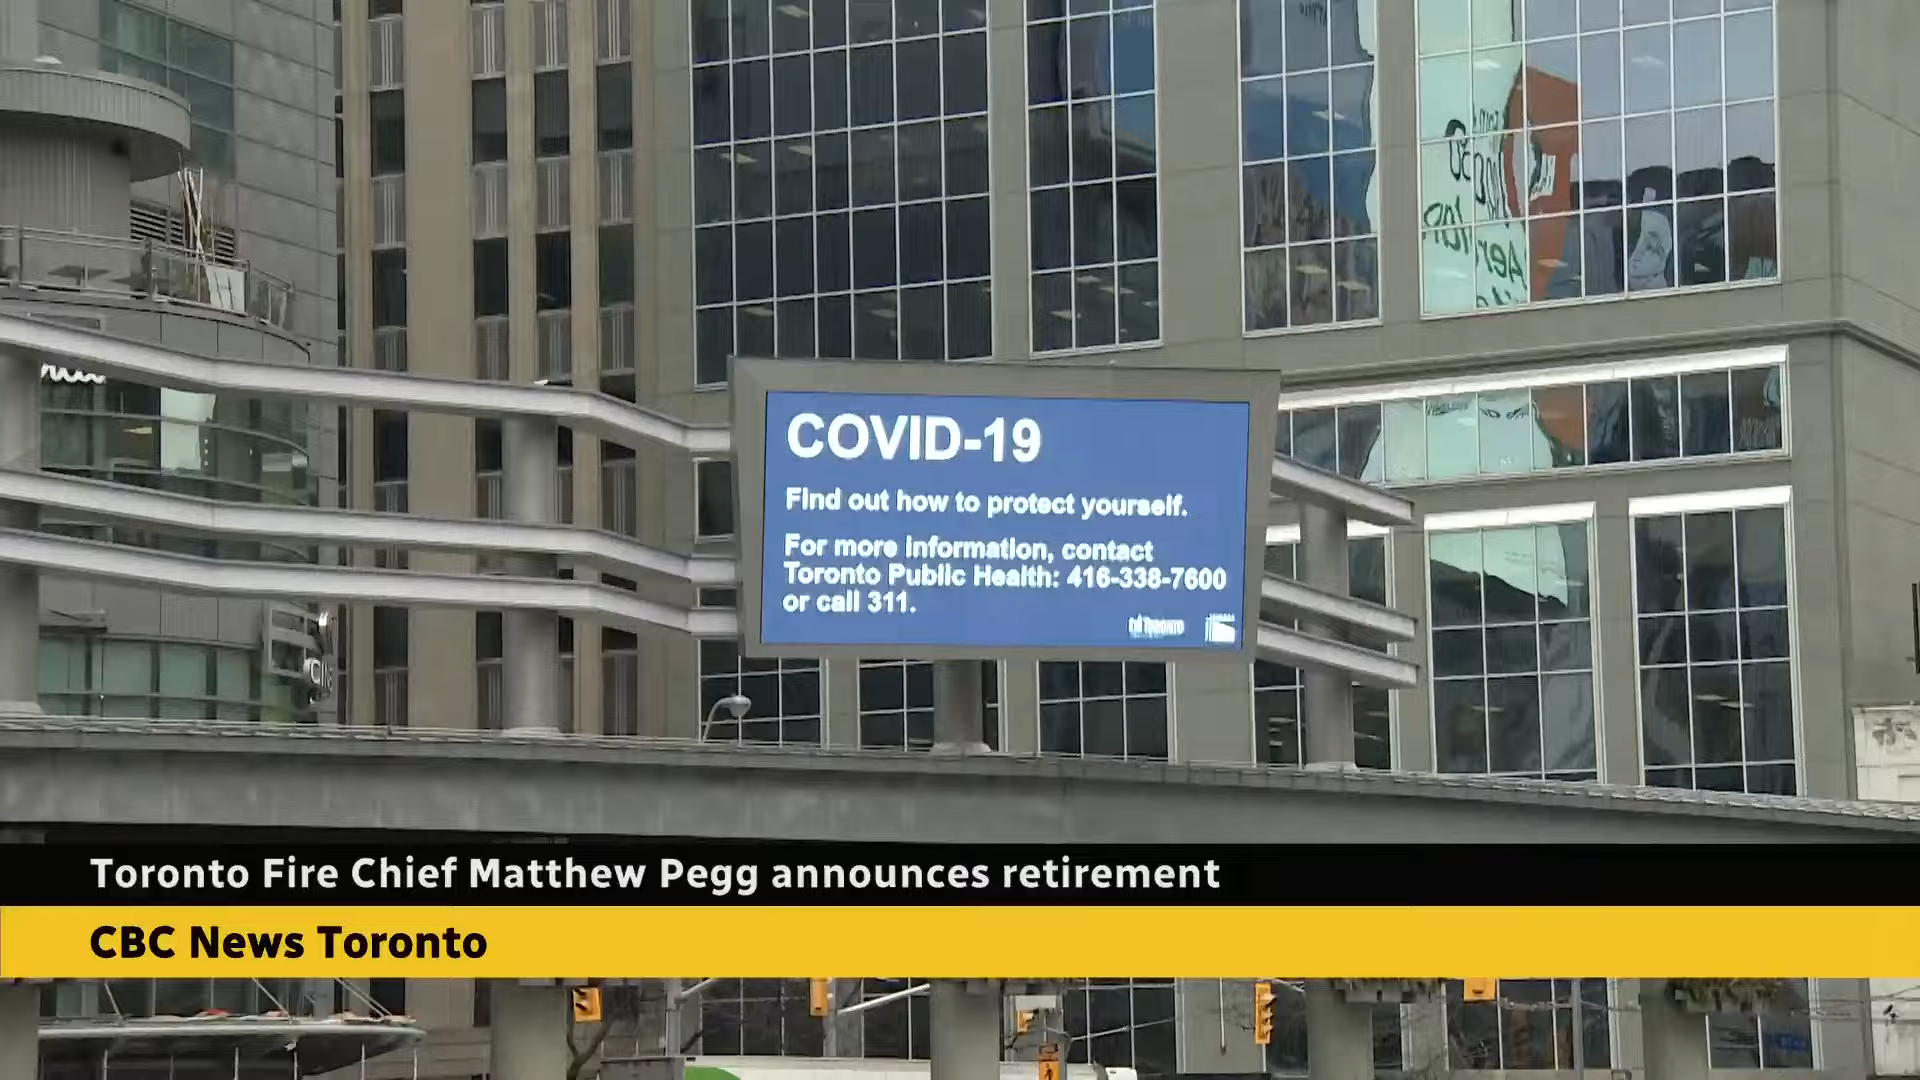 COVID-19
Find out how to protect yourself.
For more information, contact
Toronto Public Health: 416-338-7600
or call 311.
TORONTO
Toronto Fire Chief Matthew Pegg announces retirement
CBC News Toronto